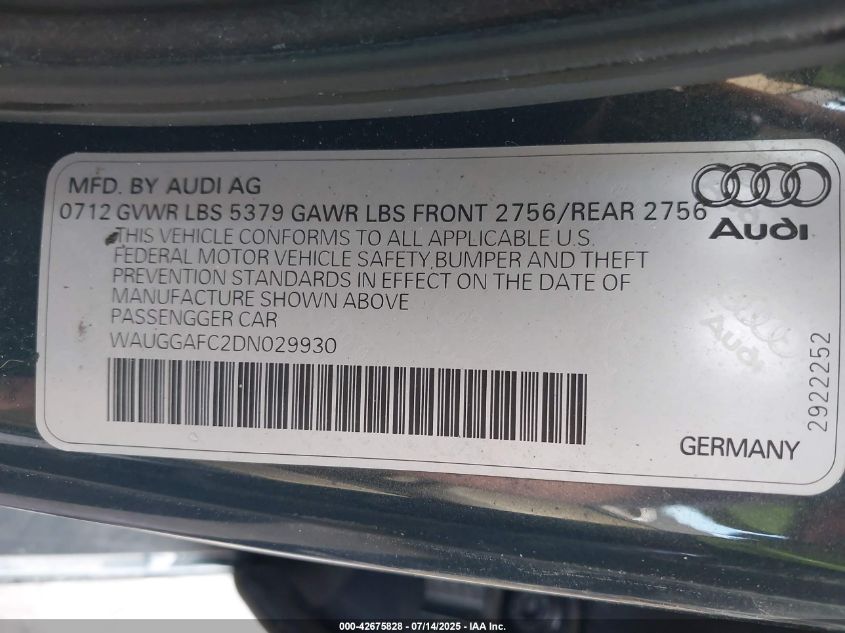 MFD. BY AUDI AG
0712 GVWR LBS 5379 GAWR LBS FRONT 2756/REAR 2756
THIS VEHICLE CONFORMS TO ALL APPLICABLE U.S.
FEDERAL MOTOR VEHICLE SAFETY,BUMPER AND THEFT
PREVENTION STANDARDS IN EFFECT ON THE DATE OF
MANUFACTURE SHOWN ABOVE
PASSENGGER CAR
WAUGGAFC2DN029930
Audi
Audi
2922252
GERMANY
000-42675828 - 07/14/2025 - IAA Inc.